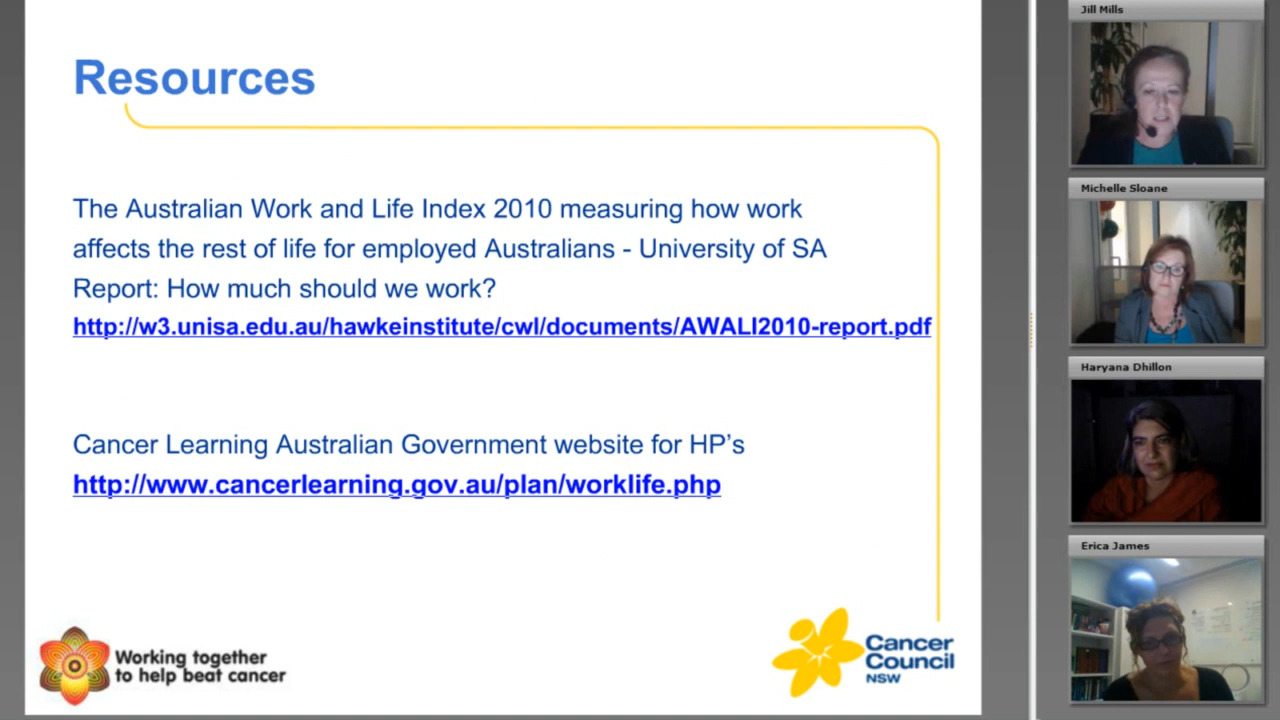 Resources
The Australian Work and Life Index 2010 measuring how work
affects the rest of life for employed Australians - University of SA
Report: How much should we work?
http://w3.unisa.edu.au/hawkeinstitute/cwl/documents/AWALI2010-report.pdf
Cancer Learning Australian Government website for HP’s
http://www.cancerlearning.gov.au/plan/worklife.php
Working together
to help beat cancer
Cancer
Council
NSW
Jill Mills
Michelle Sloane
Haryana Dhillon
Erica James